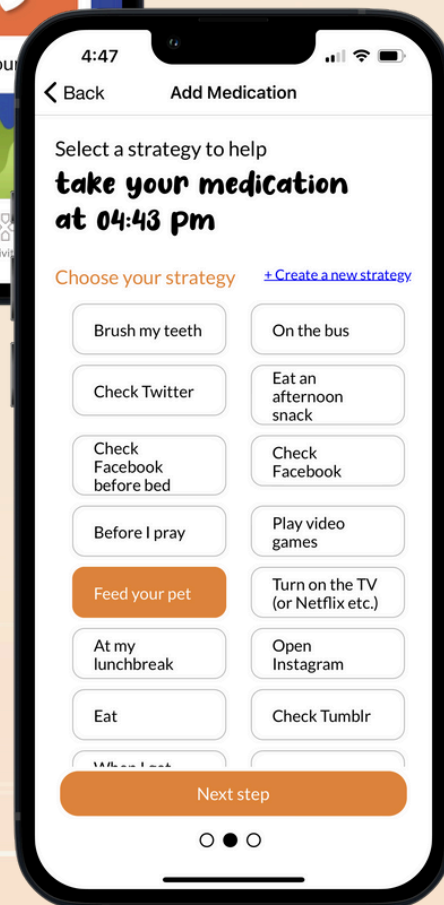 4:47
Back
Add Medication
Select a strategy to help
take your medication
at 04:43 pm
Choose your strategy
+ Create a new strategy
Brush my teeth
On the bus
Check Twitter
Eat an
afternoon
snack
Check
Facebook
before bed
Check
Facebook
Before I pray
Play video
games
Feed your pet
Turn on the TV
(or Netflix etc.)
At my
lunchbreak
Open
Instagram
Eat
Check Tumblr
Next step